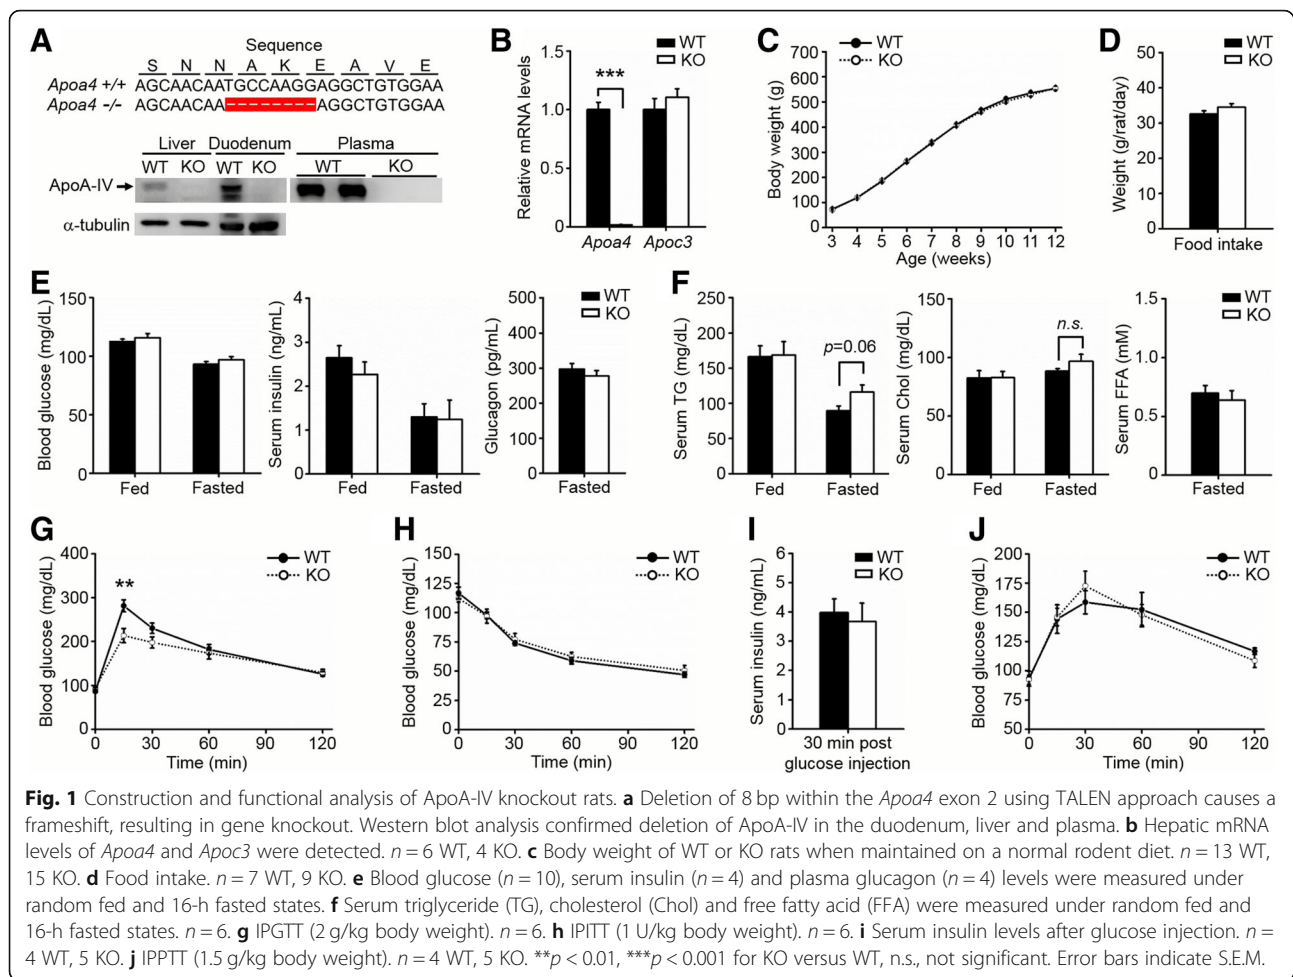 A
Sequence
S N N A K E A V E
Apoa4 +/+ AGCAACAATGCCAAGGAGGCTGTGGAA
Apoa4 -/- AGCAACAA--------AGGCTGTGGAA
Liver Duodenum Plasma
WT KO WT KO WT KO
ApoA-IV
α-tubulin
B
WT
KO
Relative mRNA levels
1.5
1.0
0.5
0
***
Apoa4 Apoc3
C
WT
KO
Body weight (g)
700
600
500
400
300
200
100
0
3 4 5 6 7 8 9 10 11 12
Age (weeks)
D
WT
KO
Weight (g/rat/day)
50
40
30
20
10
0
Food intake
E
Blood glucose (mg/dL)
150
100
50
0
Fed Fasted
Serum insulin (ng/mL)
4
3
2
1
0
Fed Fasted
WT
KO
Glucagon (pg/mL)
500
400
300
200
100
0
Fasted
F
Serum TG (mg/dL)
250
200
150
100
50
0
p=0.06
Fed Fasted
Serum Chol (mg/dL)
150
100
50
0
n.s.
Fed Fasted
WT
KO
Serum FFA (mM)
1.5
1.0
0.5
0
Fasted
G
WT
KO
Blood glucose (mg/dL)
400
300
200
100
0
**
0 30 60 90 120
Time (min)
H
WT
KO
Blood glucose (mg/dL)
150
125
100
75
50
25
0
0 30 60 90 120
Time (min)
I
WT
KO
Serum insulin (ng/mL)
6
5
4
3
2
1
0
30 min post
glucose injection
J
WT
KO
Blood glucose (mg/dL)
200
175
150
125
100
75
50
0 30 60 90 120
Time (min)
Fig. 1 Construction and functional analysis of ApoA-IV knockout rats. a Deletion of 8 bp within the Apoa4 exon 2 using TALEN approach causes a
frameshift, resulting in gene knockout. Western blot analysis confirmed deletion of ApoA-IV in the duodenum, liver and plasma. b Hepatic mRNA
levels of Apoa4 and Apoc3 were detected. n = 6 WT, 4 KO. c Body weight of WT or KO rats when maintained on a normal rodent diet. n = 13 WT,
15 KO. d Food intake. n = 7 WT, 9 KO. e Blood glucose (n = 10), serum insulin (n = 4) and plasma glucagon (n = 4) levels were measured under
random fed and 16-h fasted states. f Serum triglyceride (TG), cholesterol (Chol) and free fatty acid (FFA) were measured under random fed and
16-h fasted states. n = 6. g IPGTT (2 g/kg body weight). n = 6. h IPITT (1 U/kg body weight). n = 6. i Serum insulin levels after glucose injection. n =
4 WT, 5 KO. j IPPTT (1.5 g/kg body weight). n = 4 WT, 5 KO. **p < 0.01, ***p < 0.001 for KO versus WT, n.s., not significant. Error bars indicate S.E.M.